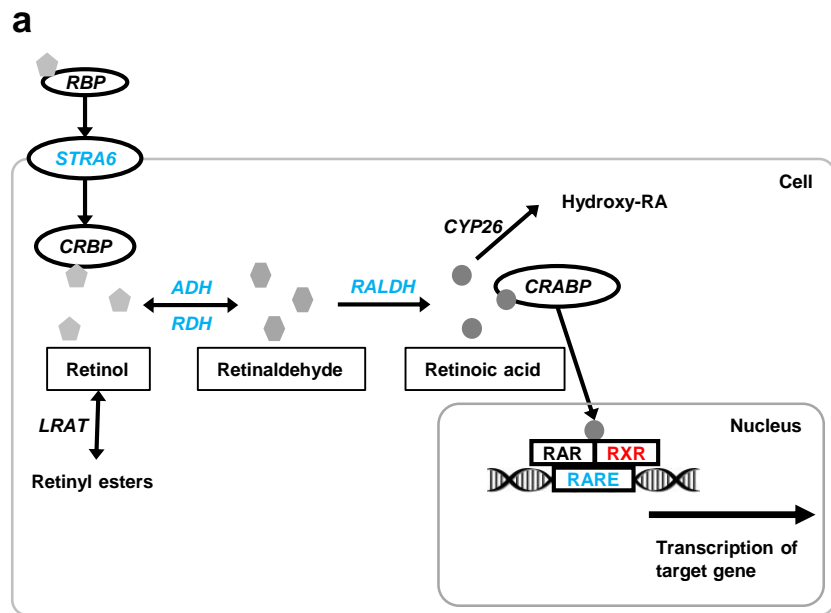 a
RBP
STRA6
Cell
CRBP
CYP26
Hydroxy-RA
ADH
RDH
RALDH
CRABP
Retinol
Retinaldehyde
Retinoic acid
LRAT
Retinyl esters
Nucleus
RAR
RXR
RARE
Transcription of
target gene